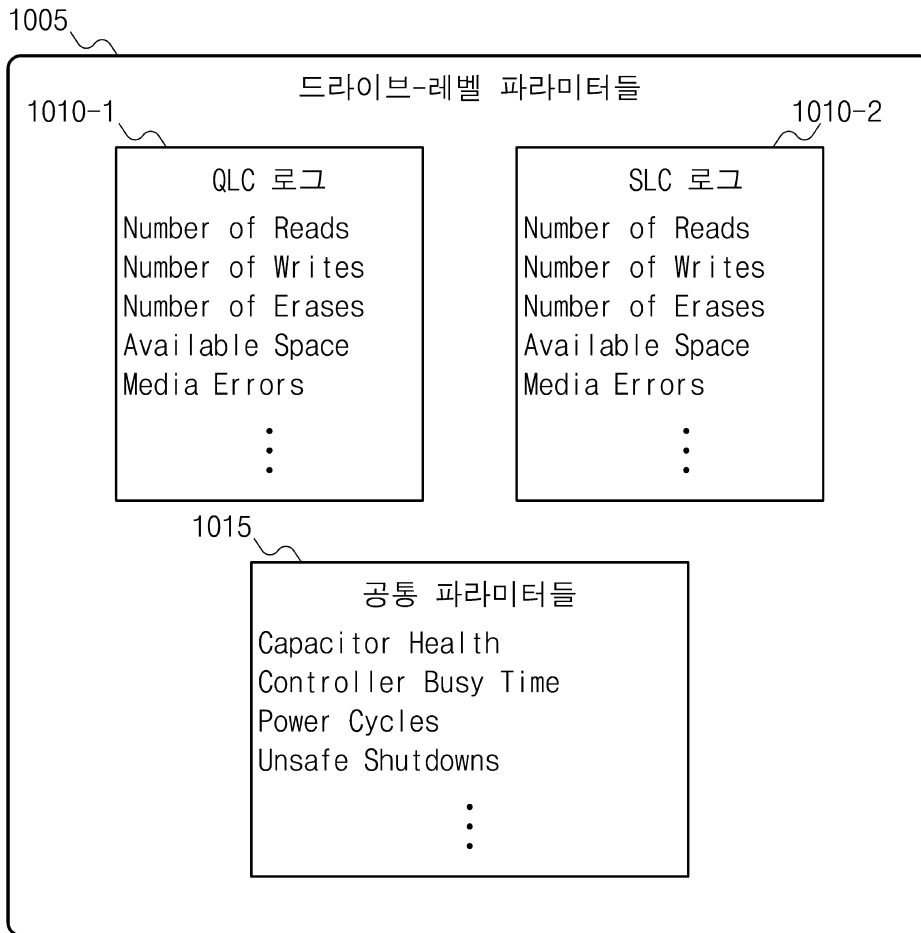 1005
드라이브-레벨 파라미터들
1010-1
1010-2
QLC 로그
Number of Reads
Number of Writes
Number of Erases
Available Space
Media Errors
SLC 로그
Number of Reads
Number of Writes
Number of Erases
Available Space
Media Errors
1015
공통 파라미터들
Capacitor Health
Controller Busy Time
Power Cycles
Unsafe Shutdowns